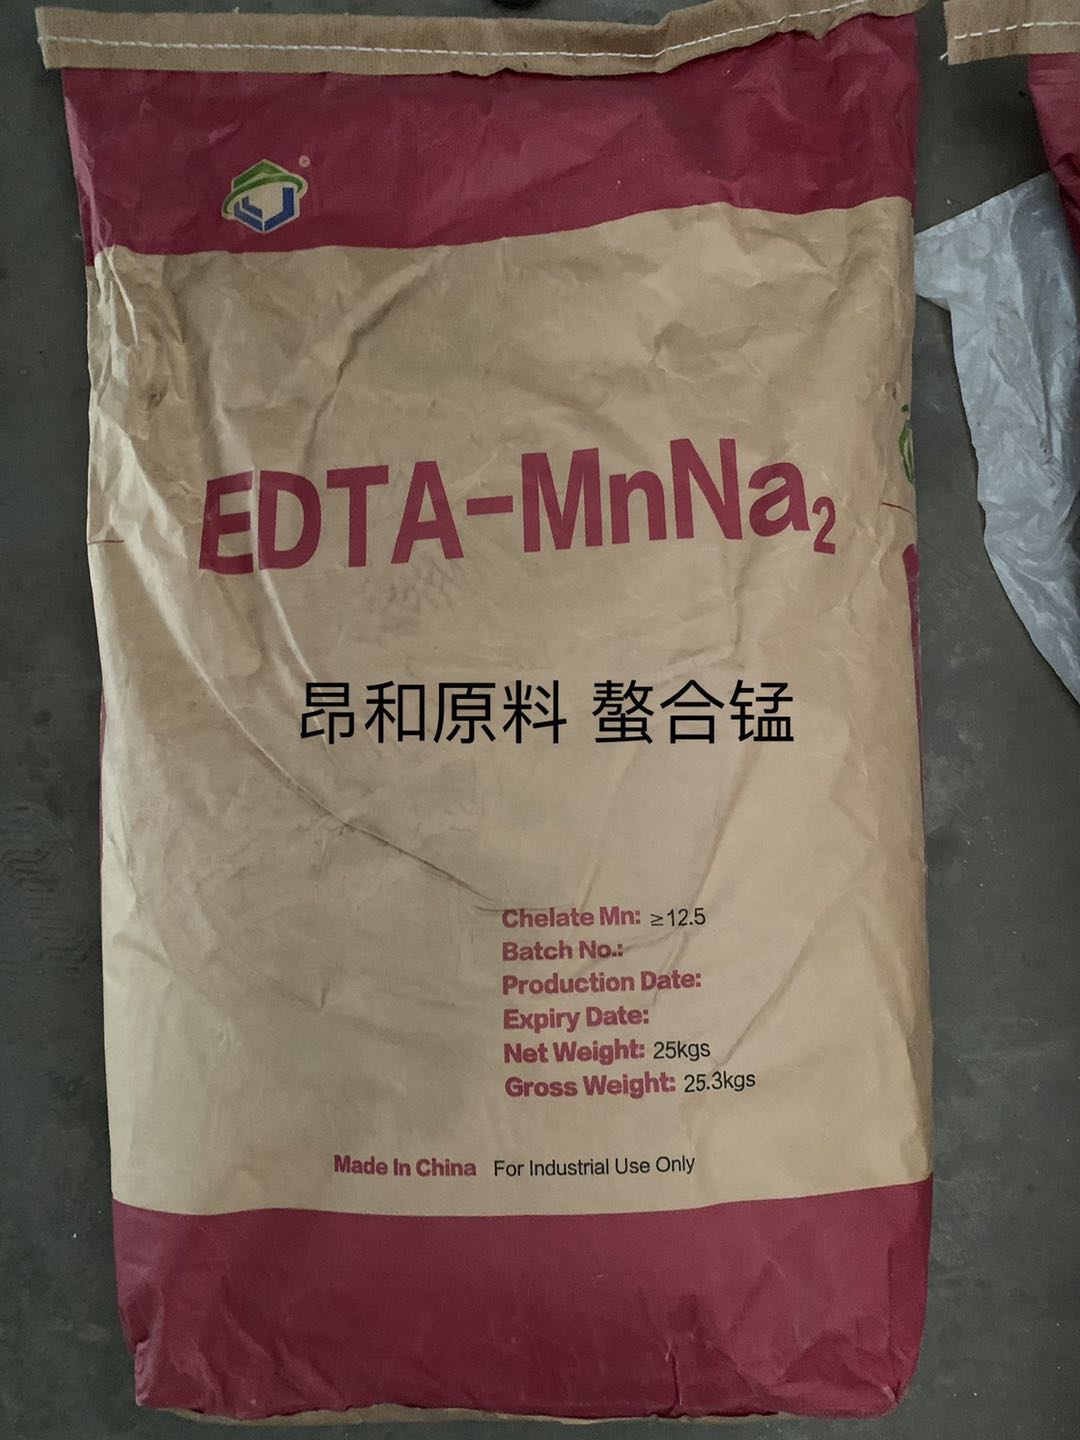 ®
EDTA-MnNa₂
昂和原料 螯合锰
Chelate Mn: ≥12.5
Batch No.:
Production Date:
Expiry Date:
Net Weight: 25kgs
Gross Weight: 25.3kgs
Made In China For Industrial Use Only